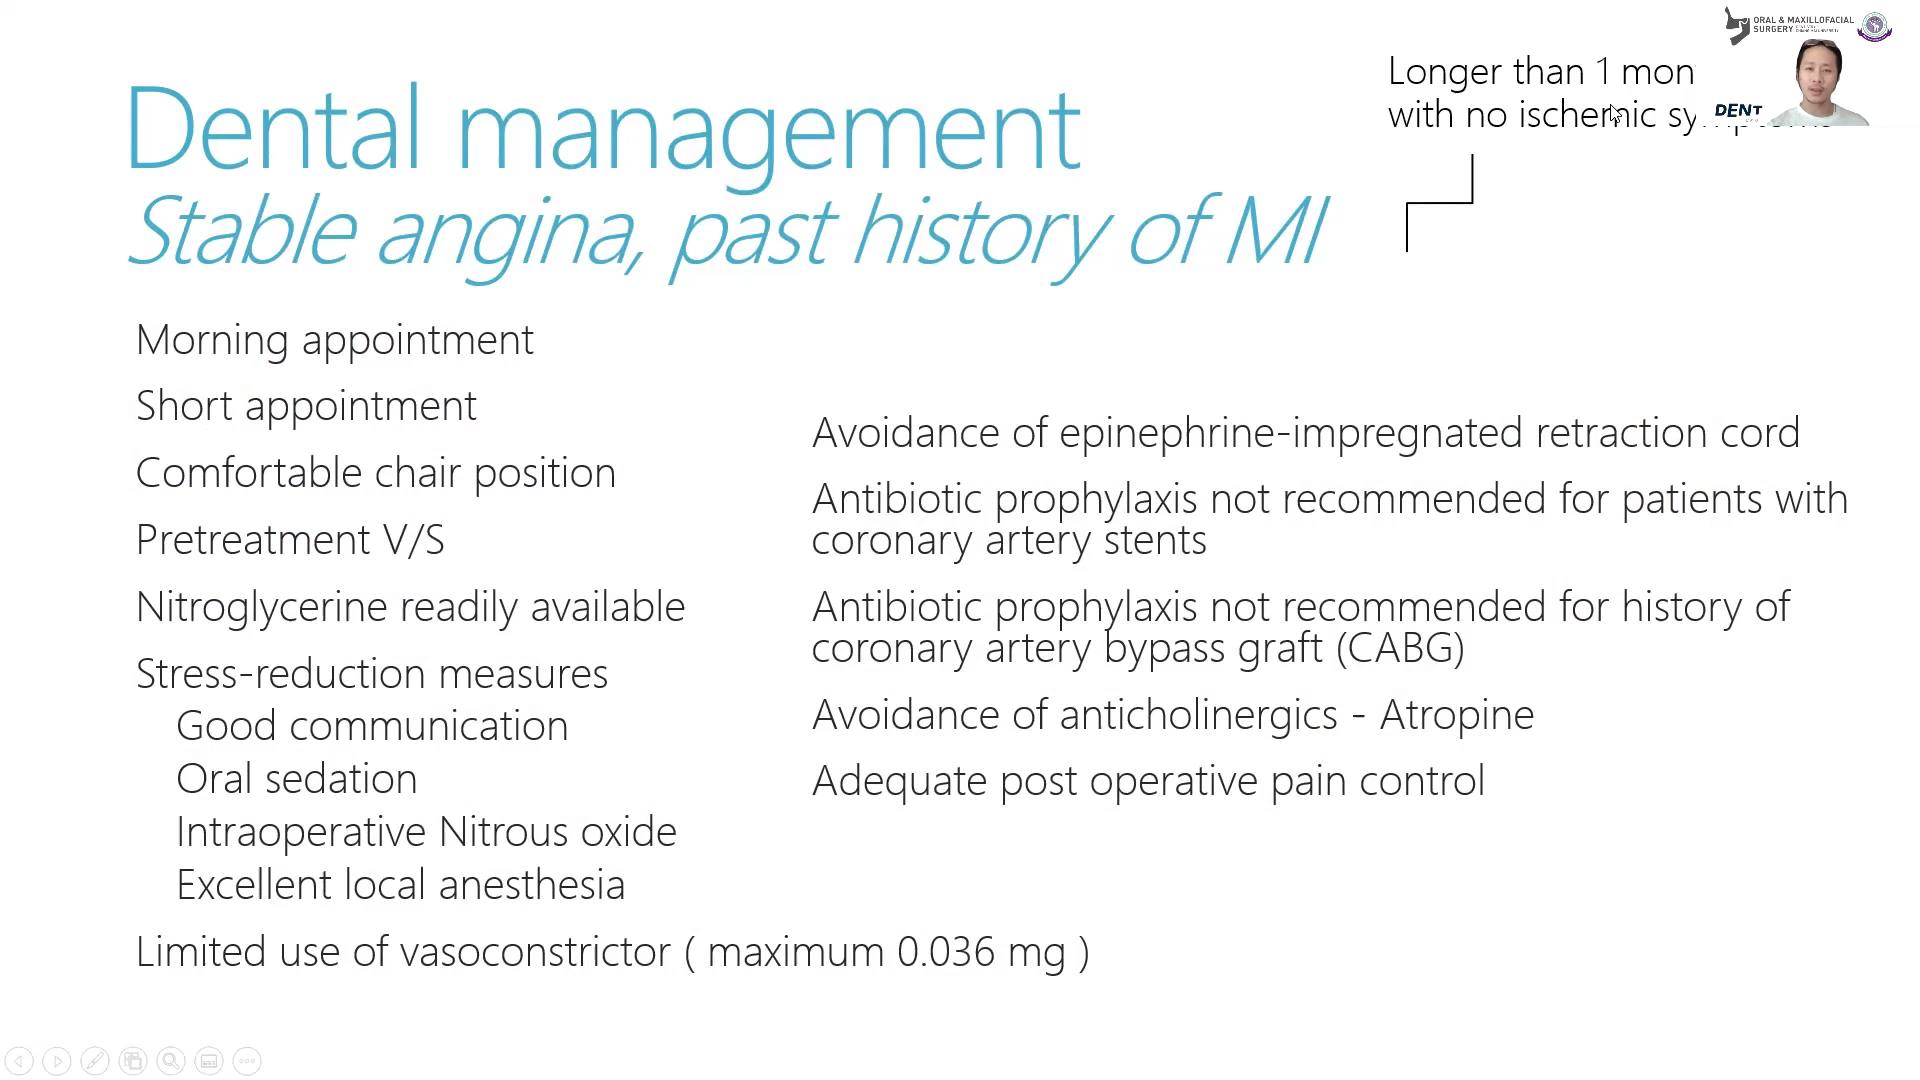 ORAL & MAXILLOFACIAL
SURGERY
Longer than 1
with no ischemic
DENT
Dental management
Stable angina, past history of MI
Morning appointment
Short appointment
Comfortable chair position
Pretreatment V/S
Nitroglycerine readily available
Stress-reduction measures
Good communication
Oral sedation
Intraoperative Nitrous oxide
Excellent local anesthesia
Limited use of vasoconstrictor ( maximum 0.036 mg )
Avoidance of epinephrine-impregnated retraction cord
Antibiotic prophylaxis not recommended for patients with
coronary artery stents
Antibiotic prophylaxis not recommended for history of
coronary artery bypass graft (CABG)
Avoidance of anticholinergics - Atropine
Adequate post operative pain control